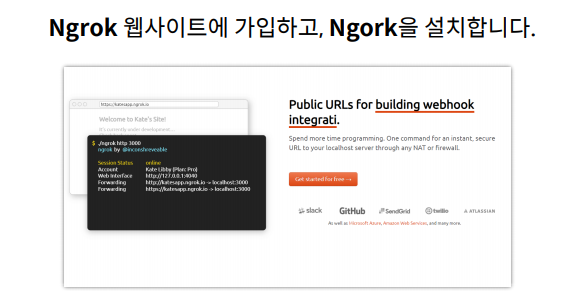 Ngrok 웹사이트에 가입하고, Ngork을 설치합니다.
https://katesapp.ngrok.io
Welcome to Kate's Site!
It's currently under development...
$ ./ngrok http 3000
ngrok by @inconshreveable
Session Status online
Account Kate Libby (Plan: Pro)
Web Interface http://127.0.0.1:4040
Forwarding http://katesapp.ngrok.io -> localhost:3000
Forwarding https://katesapp.ngrok.io -> localhost:3000
Public URLs for building webhook
integrati.
Spend more time programming. One command for an instant, secure
URL to your localhost server through any NAT or firewall.
Get started for free →
slack GitHub SendGrid twilio ATLASSIAN
As well as Microsoft Azure, Amazon Web Services, and many more.